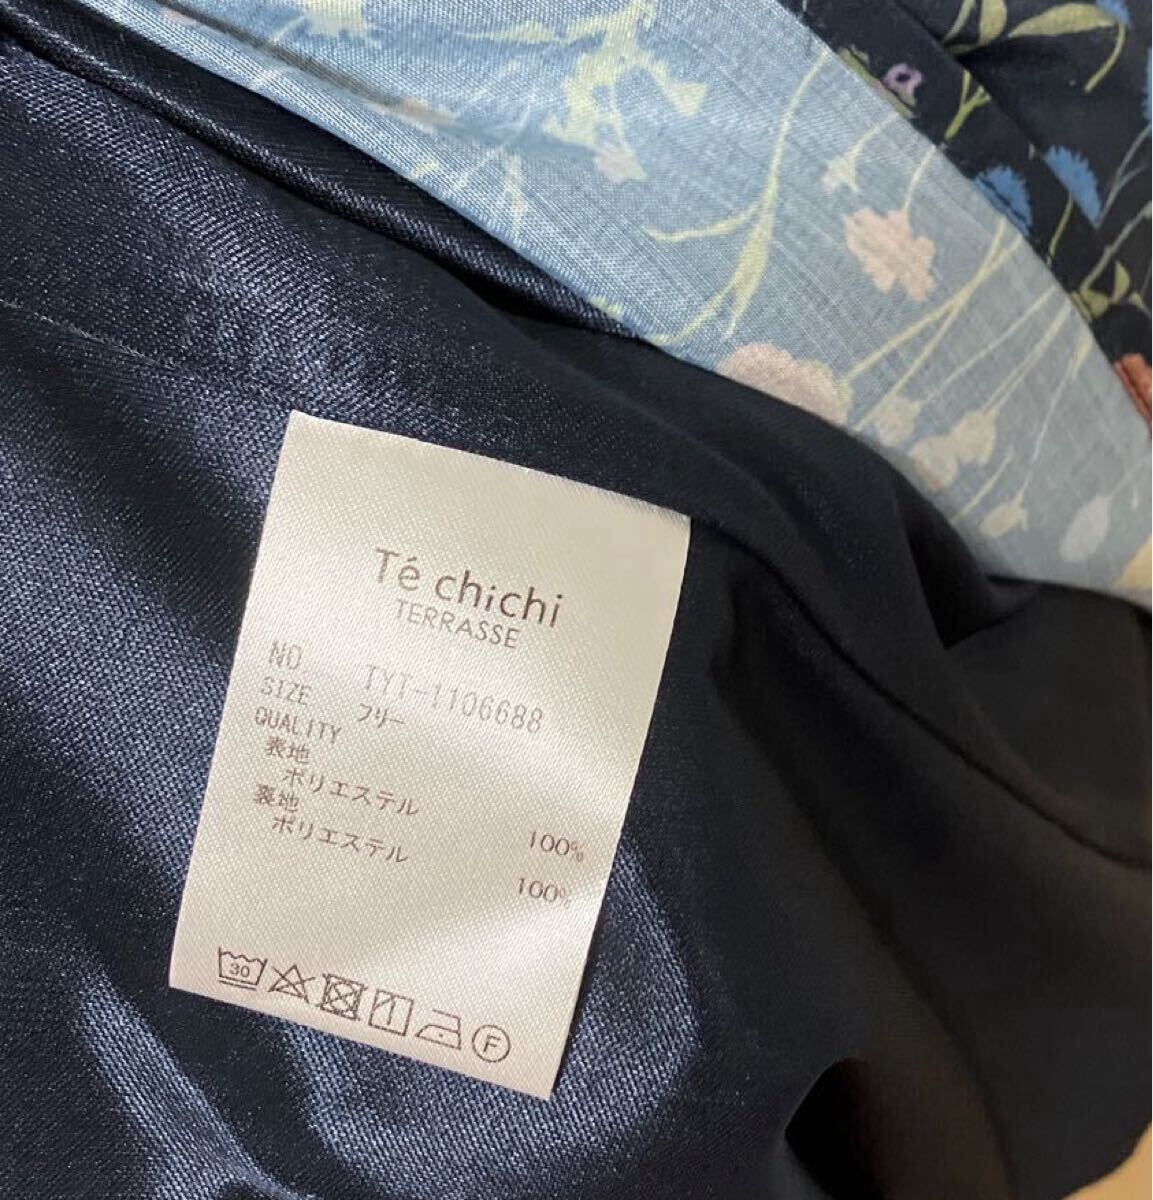 Té chichi
TERRASSE
NO TYT-1106688
SIZE フリー
QUALITY
表地
ポリエステル 100%
裏地
ポリエステル 100%
30
F